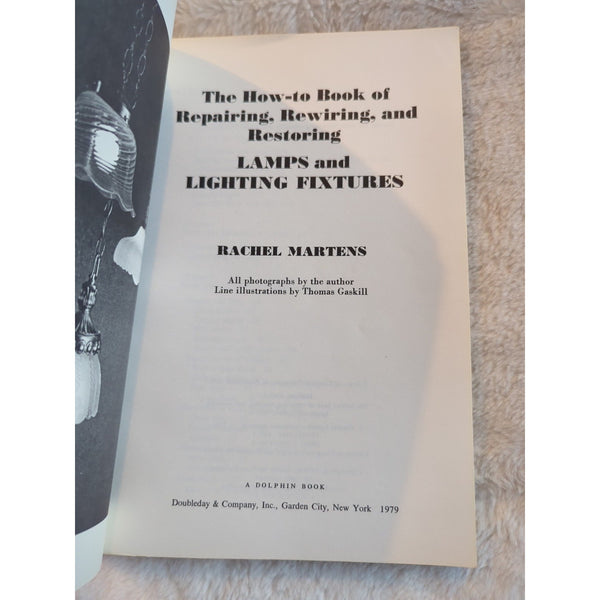 The How-to Book of
Repairing, Rewiring, and
Restoring
LAMPS and
LIGHTING FIXTURES
RACHEL MARTENS
All photographs by the author
Line illustrations by Thomas Gaskill
A DOLPHIN BOOK
Doubleday & Company, Inc., Garden City, New York 1979